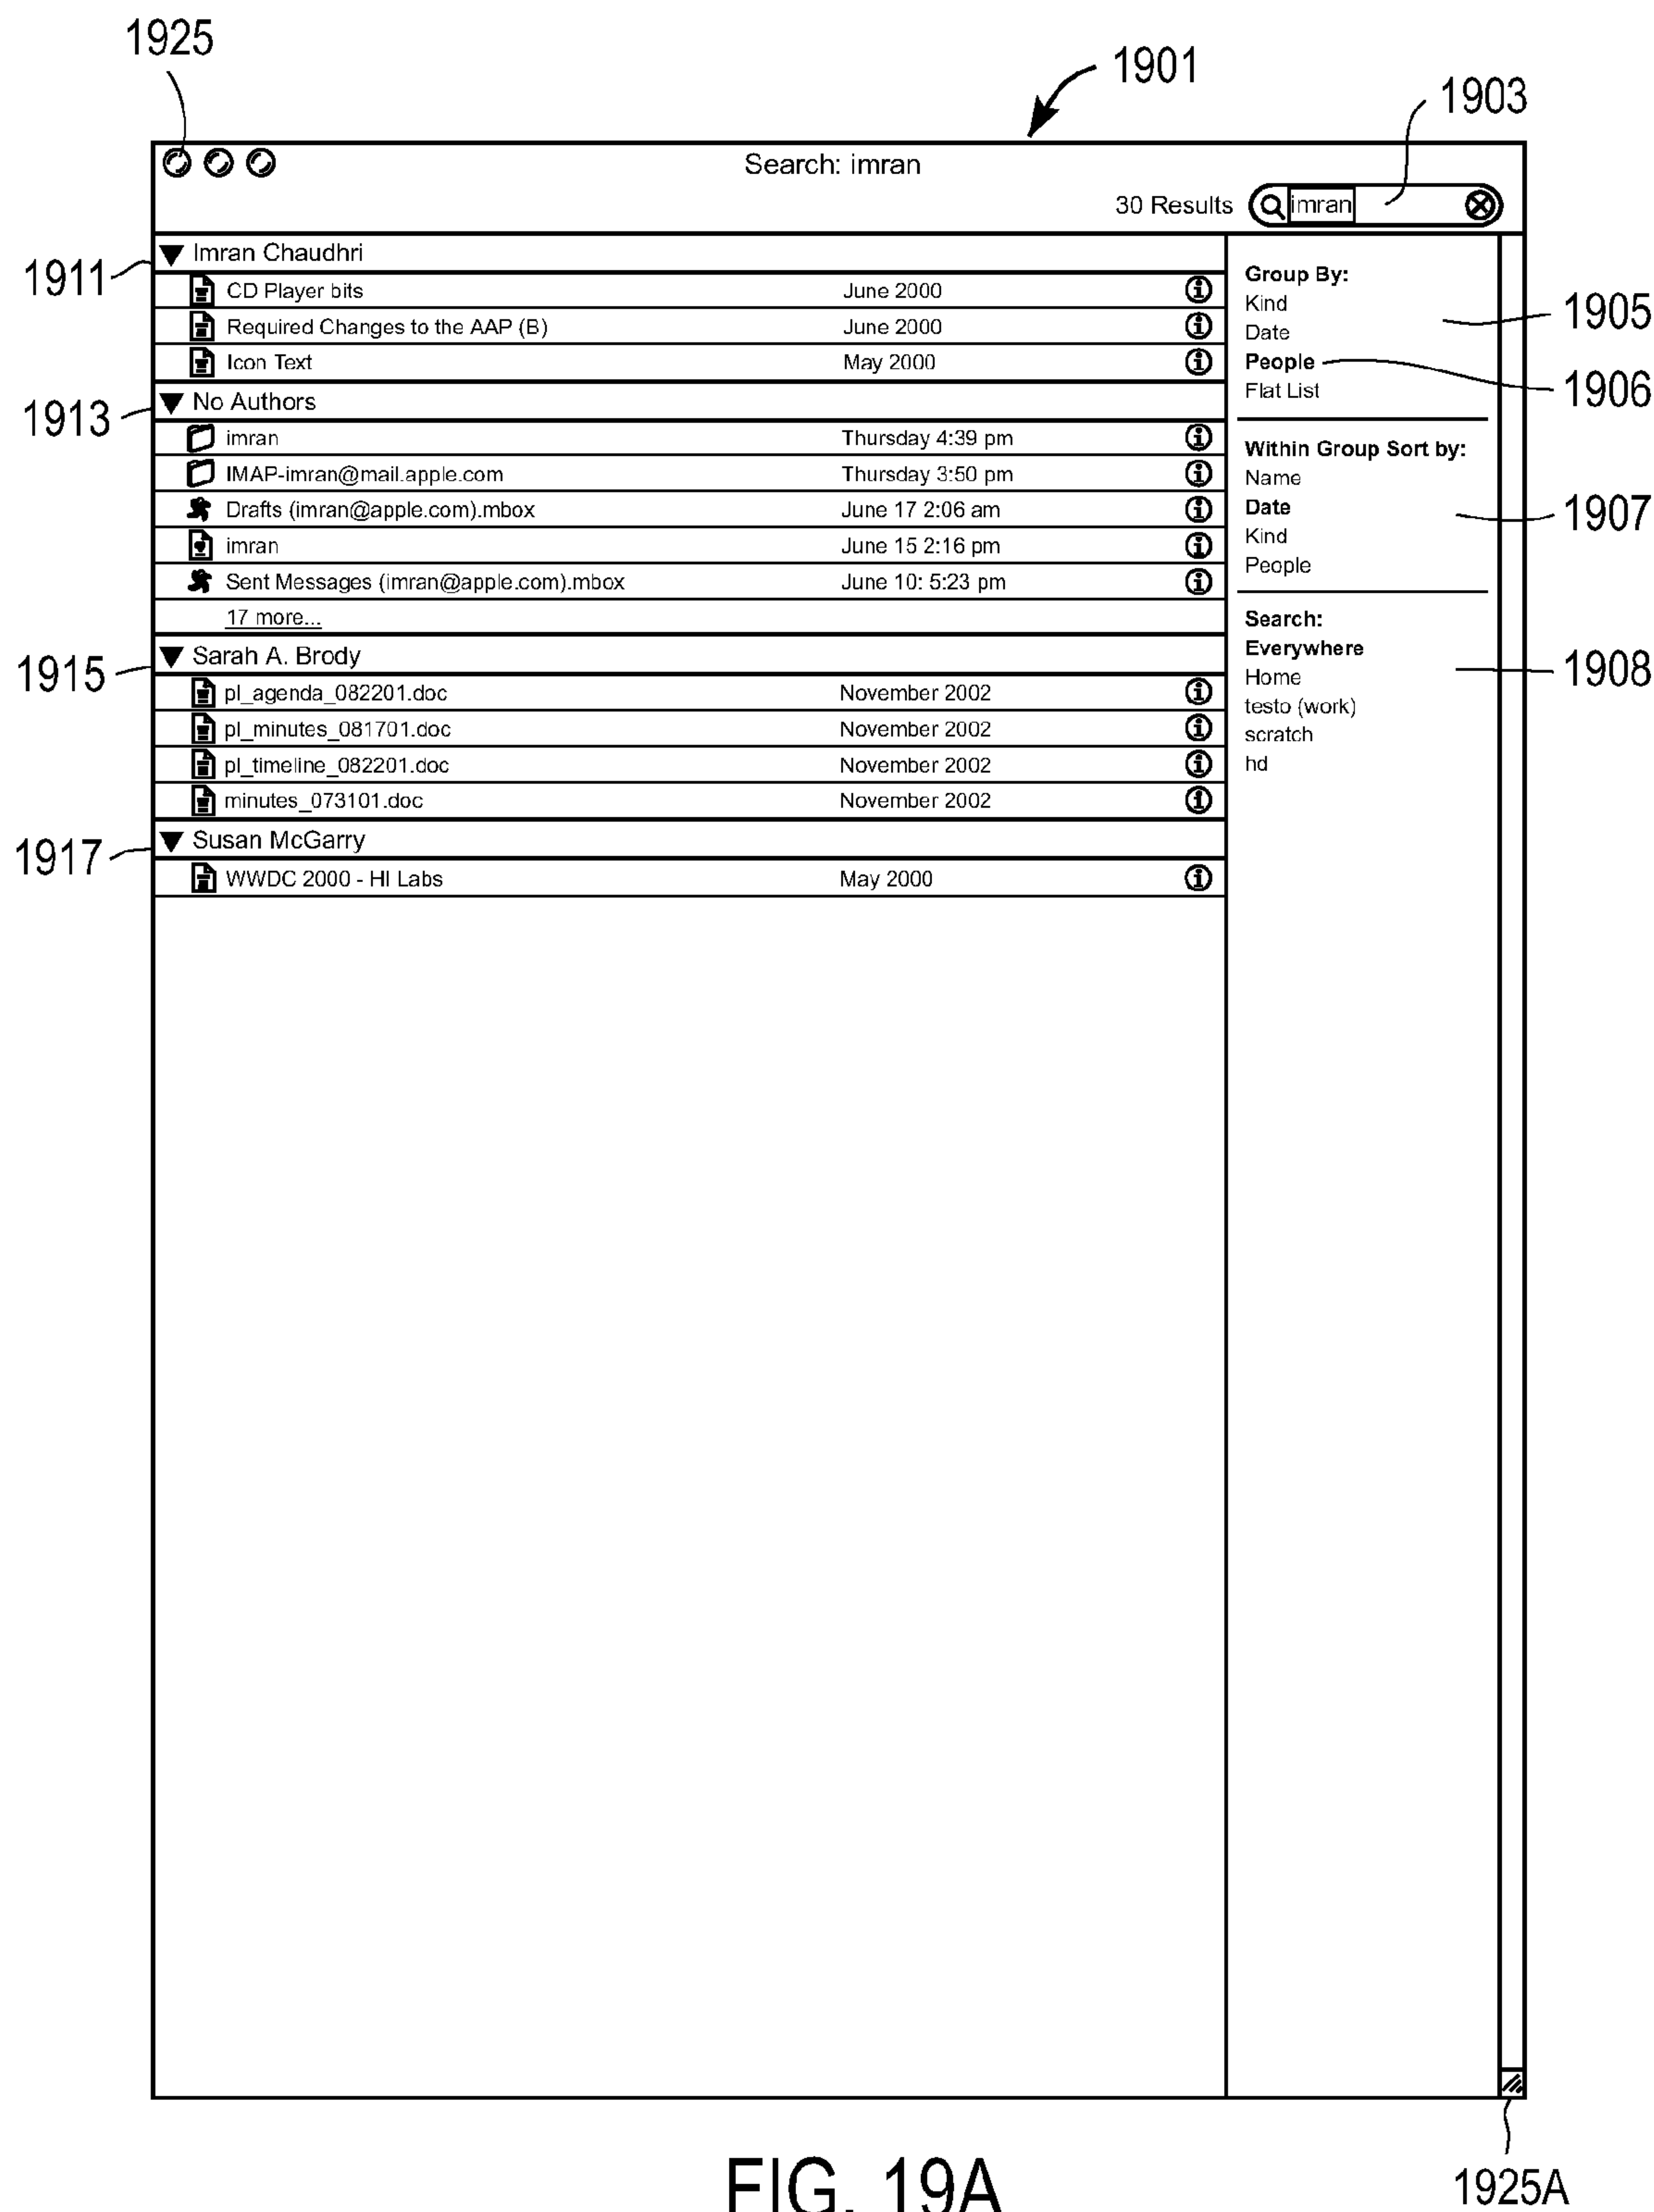 1925
1901
1903
Search: imran
30 Results imran
1911
Imran Chaudhri
CD Player bits June 2000
Required Changes to the AAP (B) June 2000
Icon Text May 2000
1913
No Authors
imran Thursday 4:39 pm
IMAP-imran@mail.apple.com Thursday 3:50 pm
Drafts (imran@apple.com).mbox June 17 2:06 am
imran June 15 2:16 pm
Sent Messages (imran@apple.com).mbox June 10: 5:23 pm
17 more...
1915
Sarah A. Brody
pl_agenda_082201.doc November 2002
pl_minutes_081701.doc November 2002
pl_timeline_082201.doc November 2002
minutes_073101.doc November 2002
1917
Susan McGarry
WWDC 2000 - HI Labs May 2000
Group By:
Kind
Date
People
Flat List
1905
1906
Within Group Sort by:
Name
Date
Kind
People
1907
Search:
Everywhere
Home
testo (work)
scratch
hd
1908
1925A
FIG. 19A